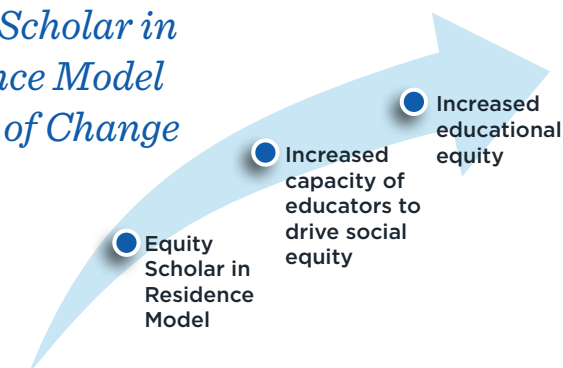 Scholar in
nce Model
of Change
Increased
educational
equity
Increased
capacity of
educators to
drive social
equity
Equity
Scholar in
Residence
Model